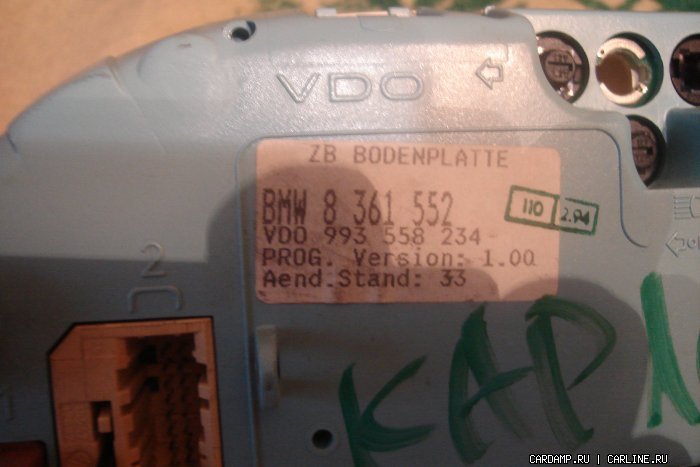 VDO
ZB BODENPLATTE
BMW 8 361 552
110 2.94
VDO 993 558 234
PROG. Version: 1.00
Aend.Stand: 33
2
1
CARDAMP.RU | CARLINE.RU